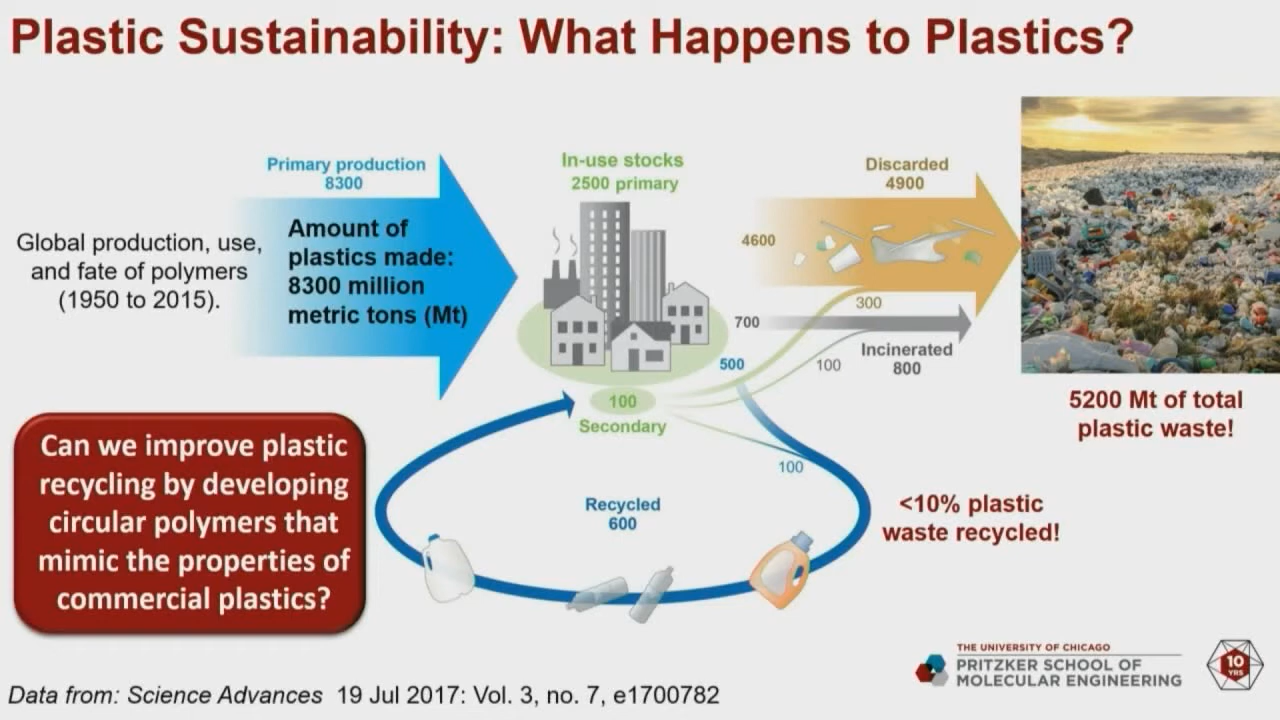 Plastic Sustainability: What Happens to Plastics?
Primary production
8300
Global production, use,
and fate of polymers
(1950 to 2015).
Amount of
plastics made:
8300 million
metric tons (Mt)
In-use stocks
2500 primary
Discarded
4900
4600
300
700
Incinerated
800
500
100
100
Secondary
100
5200 Mt of total
plastic waste!
Can we improve plastic
recycling by developing
circular polymers that
mimic the properties of
commercial plastics?
Recycled
600
<10% plastic
waste recycled!
THE UNIVERSITY OF CHICAGO
PRITZKER SCHOOL OF
MOLECULAR ENGINEERING
10
YRS
Data from: Science Advances 19 Jul 2017: Vol. 3, no. 7, e1700782